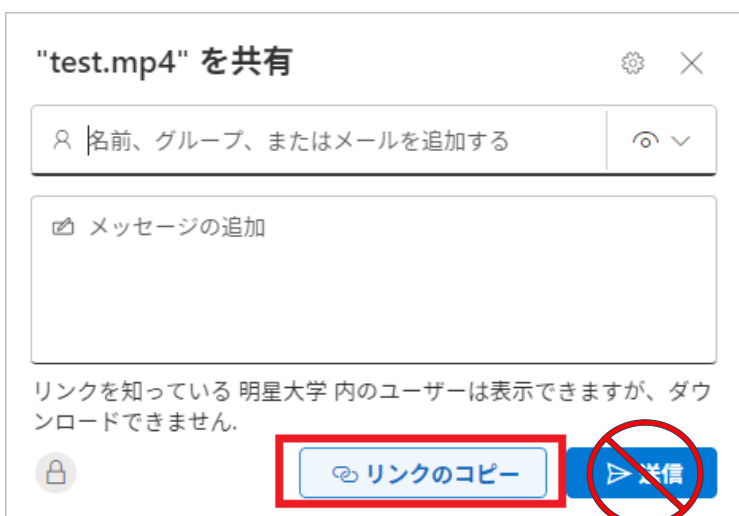 "test.mp4" を共有
名前、グループ、またはメールを追加する
メッセージの追加
リンクを知っている 明星大学 内のユーザーは表示できますが、ダウ
ンロードできません.
リンクのコピー
送信